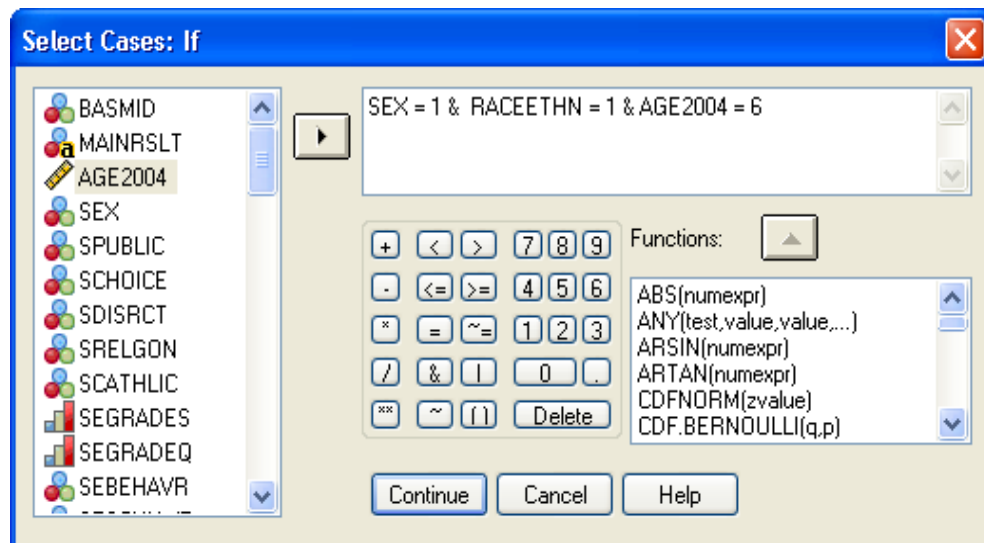 Select Cases: If
BASMID
MAINRSLT
AGE2004
SEX
SPUBLIC
SCHOICE
SDISRCT
SRELGON
SCATHLIC
SEGRADES
SEGRADEQ
SEBEHAVR
SEX = 1 & RACEETHN = 1 & AGE2004 = 6
+ < > 7 8 9
- <= >= 4 5 6
* = ~= 1 2 3
/ & | 0 .
** ~ () Delete
Functions:
ABS(numexpr)
ANY(test,value,value,...)
ARSIN(numexpr)
ARTAN(numexpr)
CDFNORM(zvalue)
CDF.BERNOULLI(q,p)
Continue Cancel Help